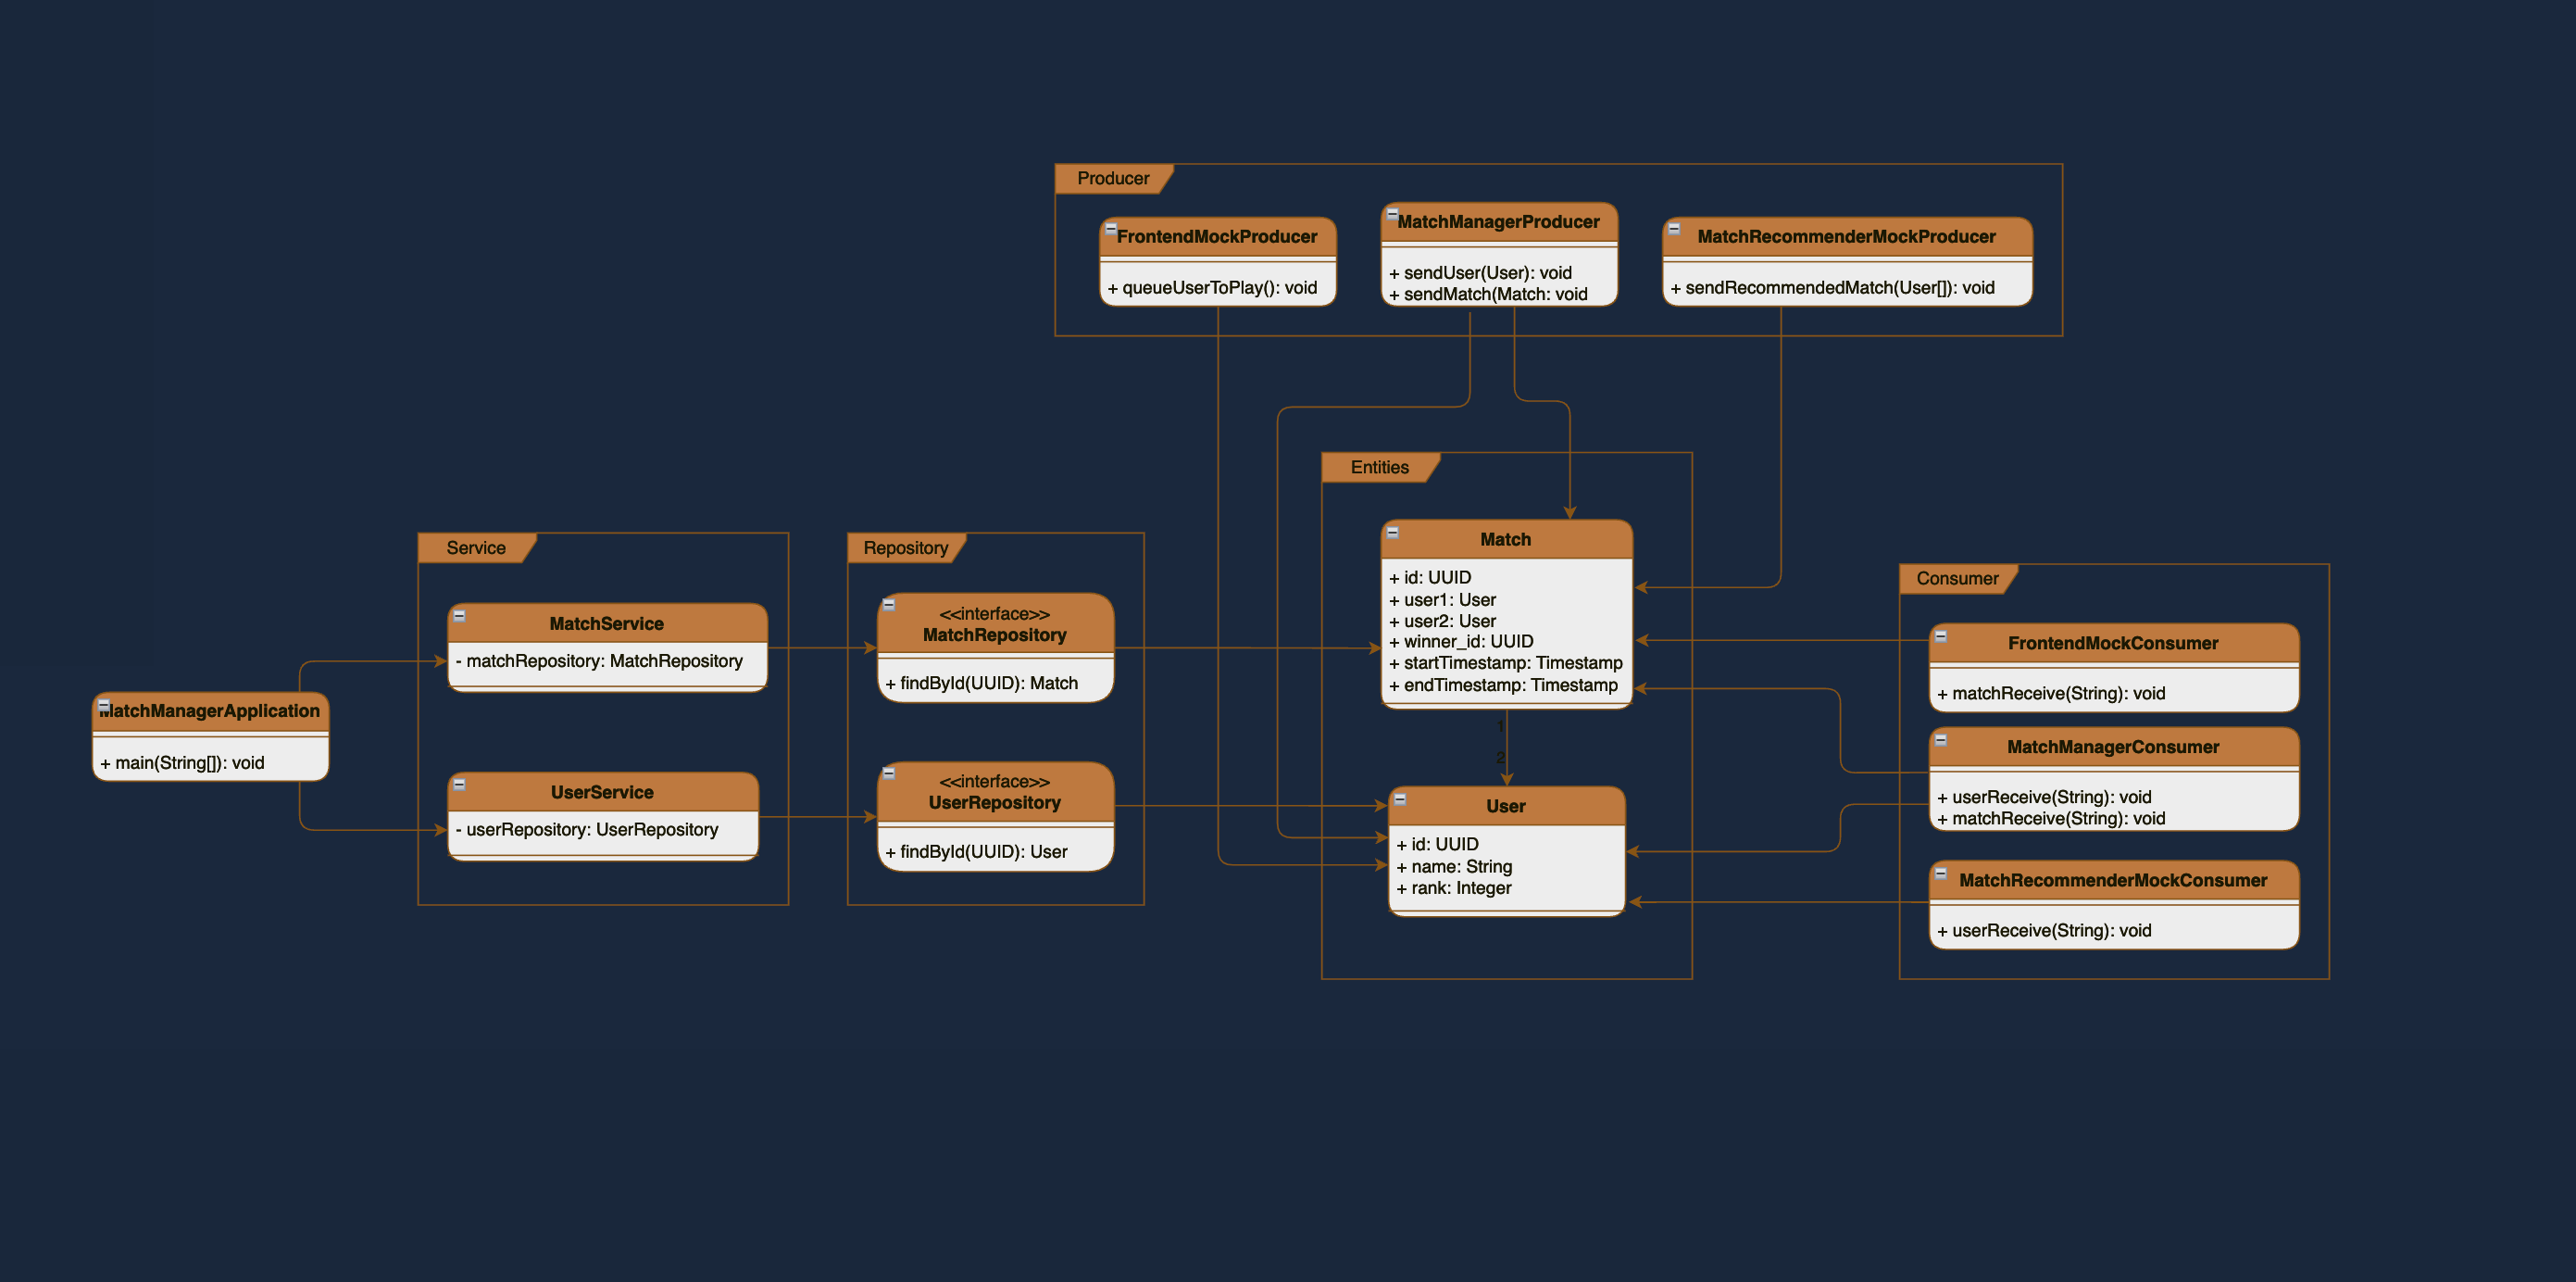 Producer
FrontendMockProducer
+ queueUserToPlay(): void
MatchManagerProducer
+ sendUser(User): void
+ sendMatch(Match: void
MatchRecommenderMockProducer
+ sendRecommendedMatch(User[]): void
Entities
Match
+ id: UUID
+ user1: User
+ user2: User
+ winner_id: UUID
+ startTimestamp: Timestamp
+ endTimestamp: Timestamp
1
2
User
+ id: UUID
+ name: String
+ rank: Integer
Service
MatchService
- matchRepository: MatchRepository
UserService
- userRepository: UserRepository
Repository
<<interface>>
MatchRepository
+ findById(UUID): Match
<<interface>>
UserRepository
+ findById(UUID): User
MatchManagerApplication
+ main(String[]): void
Consumer
FrontendMockConsumer
+ matchReceive(String): void
MatchManagerConsumer
+ userReceive(String): void
+ matchReceive(String): void
MatchRecommenderMockConsumer
+ userReceive(String): void